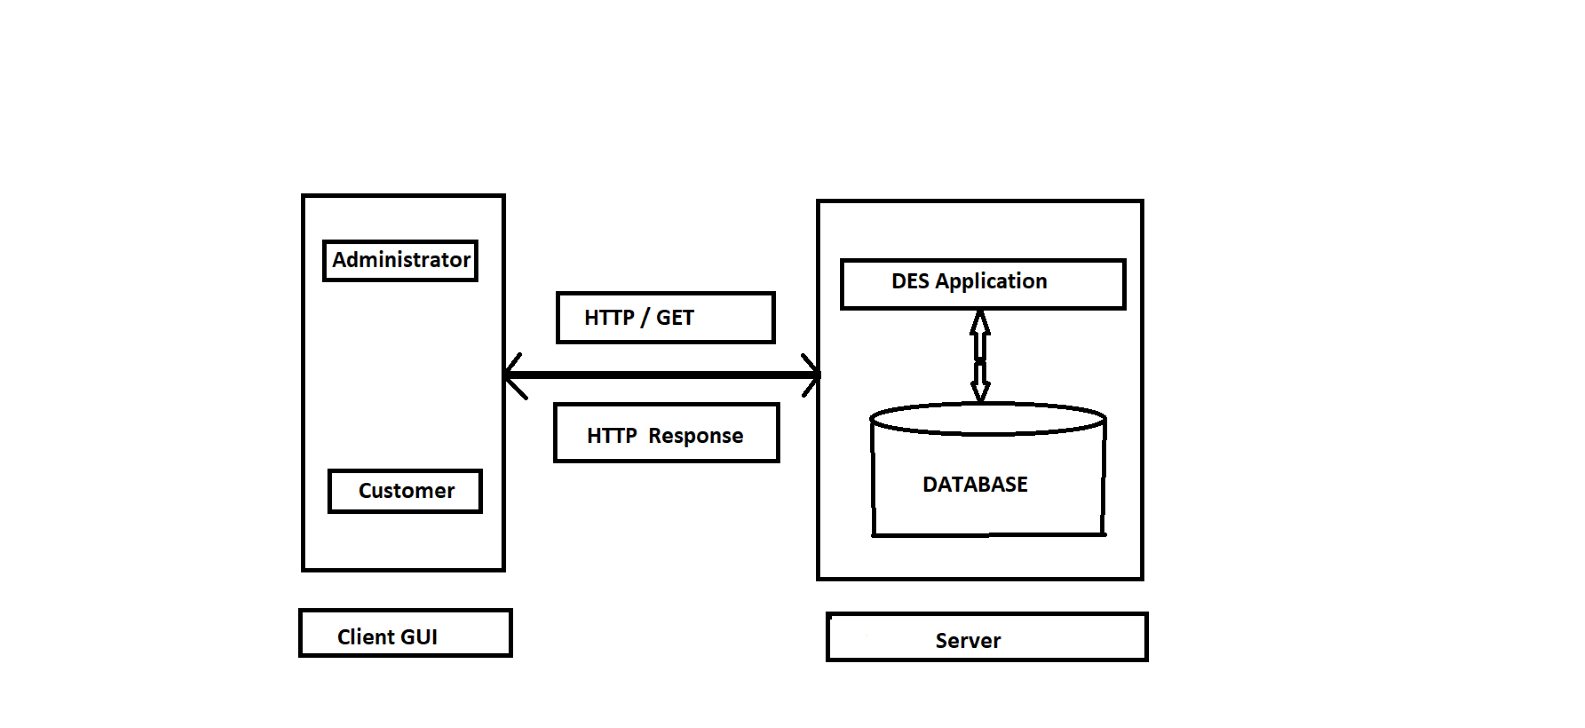 Administrator
DES Application
HTTP / GET
HTTP Response
Customer
DATABASE
Client GUI
Server